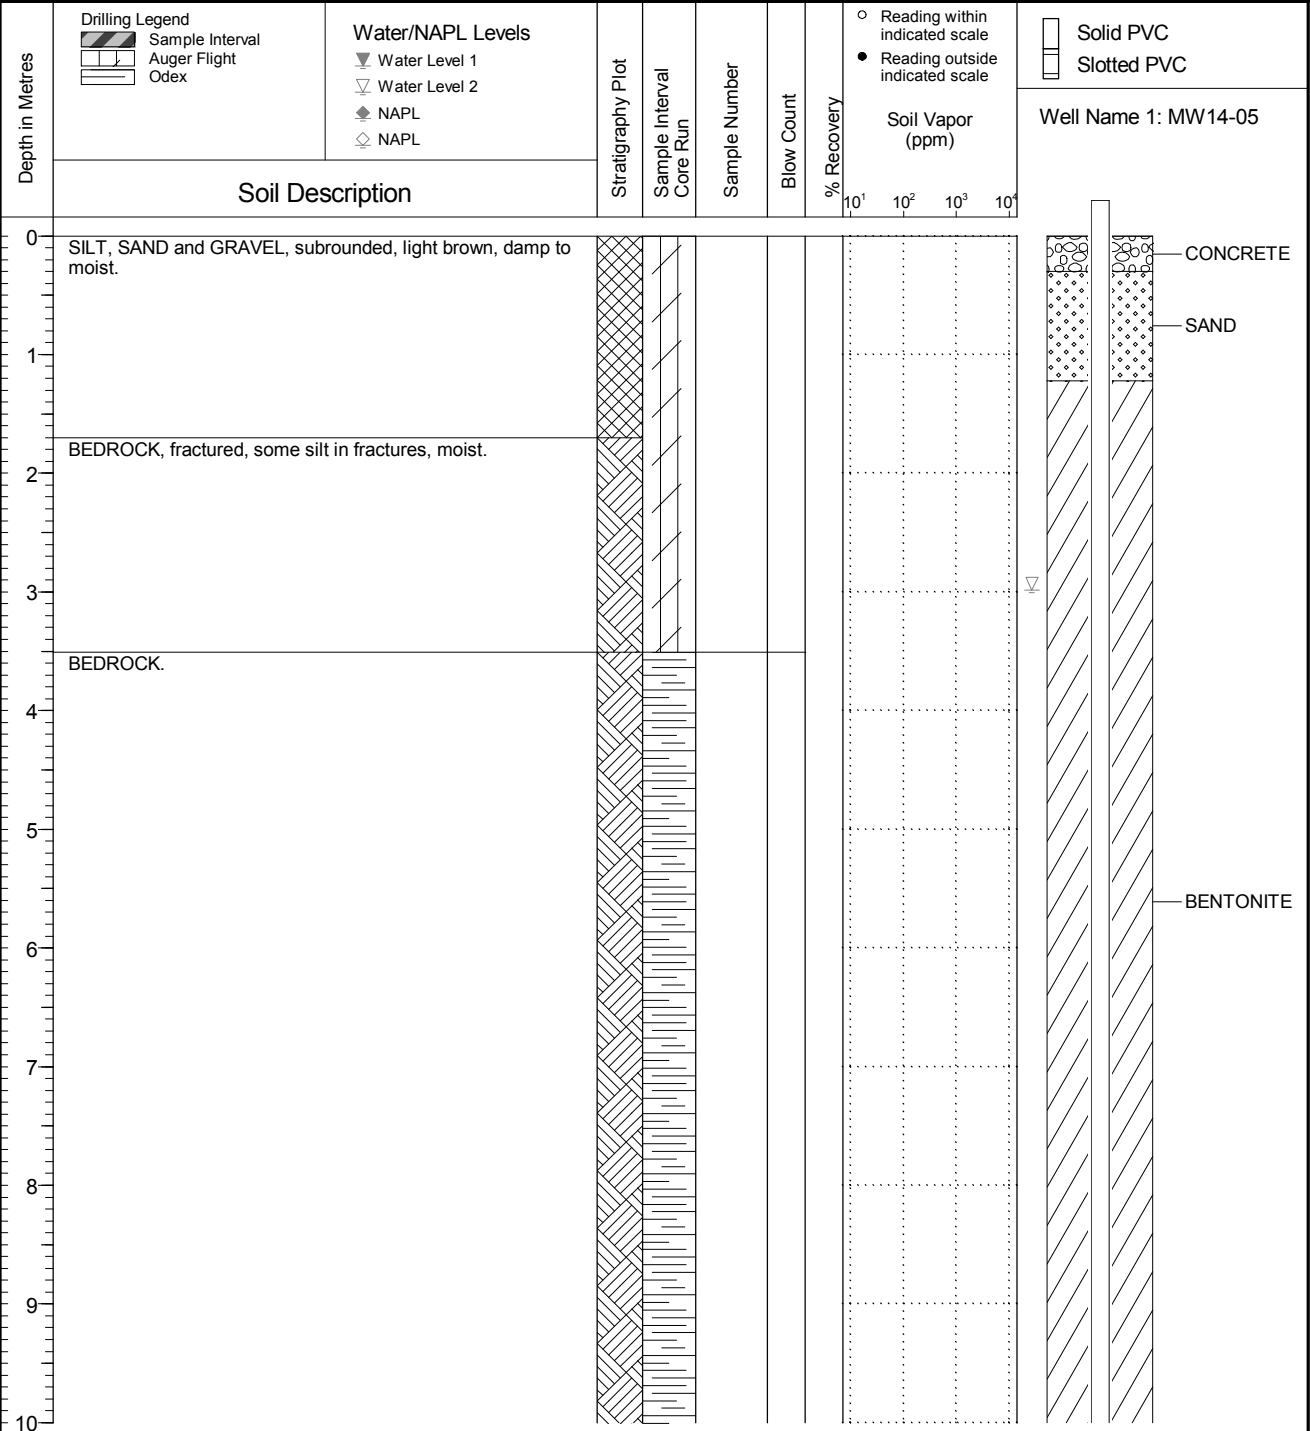 Drilling Legend
Sample Interval
Auger Flight
Odex
Water/NAPL Levels
Water Level 1
Water Level 2
NAPL
NAPL
Depth in Metres
Soil Description
Stratigraphy Plot
Sample Interval
Core Run
Sample Number
Blow Count
% Recovery
Reading within
indicated scale
Reading outside
indicated scale
Soil Vapor
(ppm)
10¹ 10² 10³ 10⁴
Solid PVC
Slotted PVC
Well Name 1: MW14-05
0
SILT, SAND and GRAVEL, subrounded, light brown, damp to
moist.
CONCRETE
SAND
1
BEDROCK, fractured, some silt in fractures, moist.
2
3
BEDROCK.
4
5
BENTONITE
6
7
8
9
10